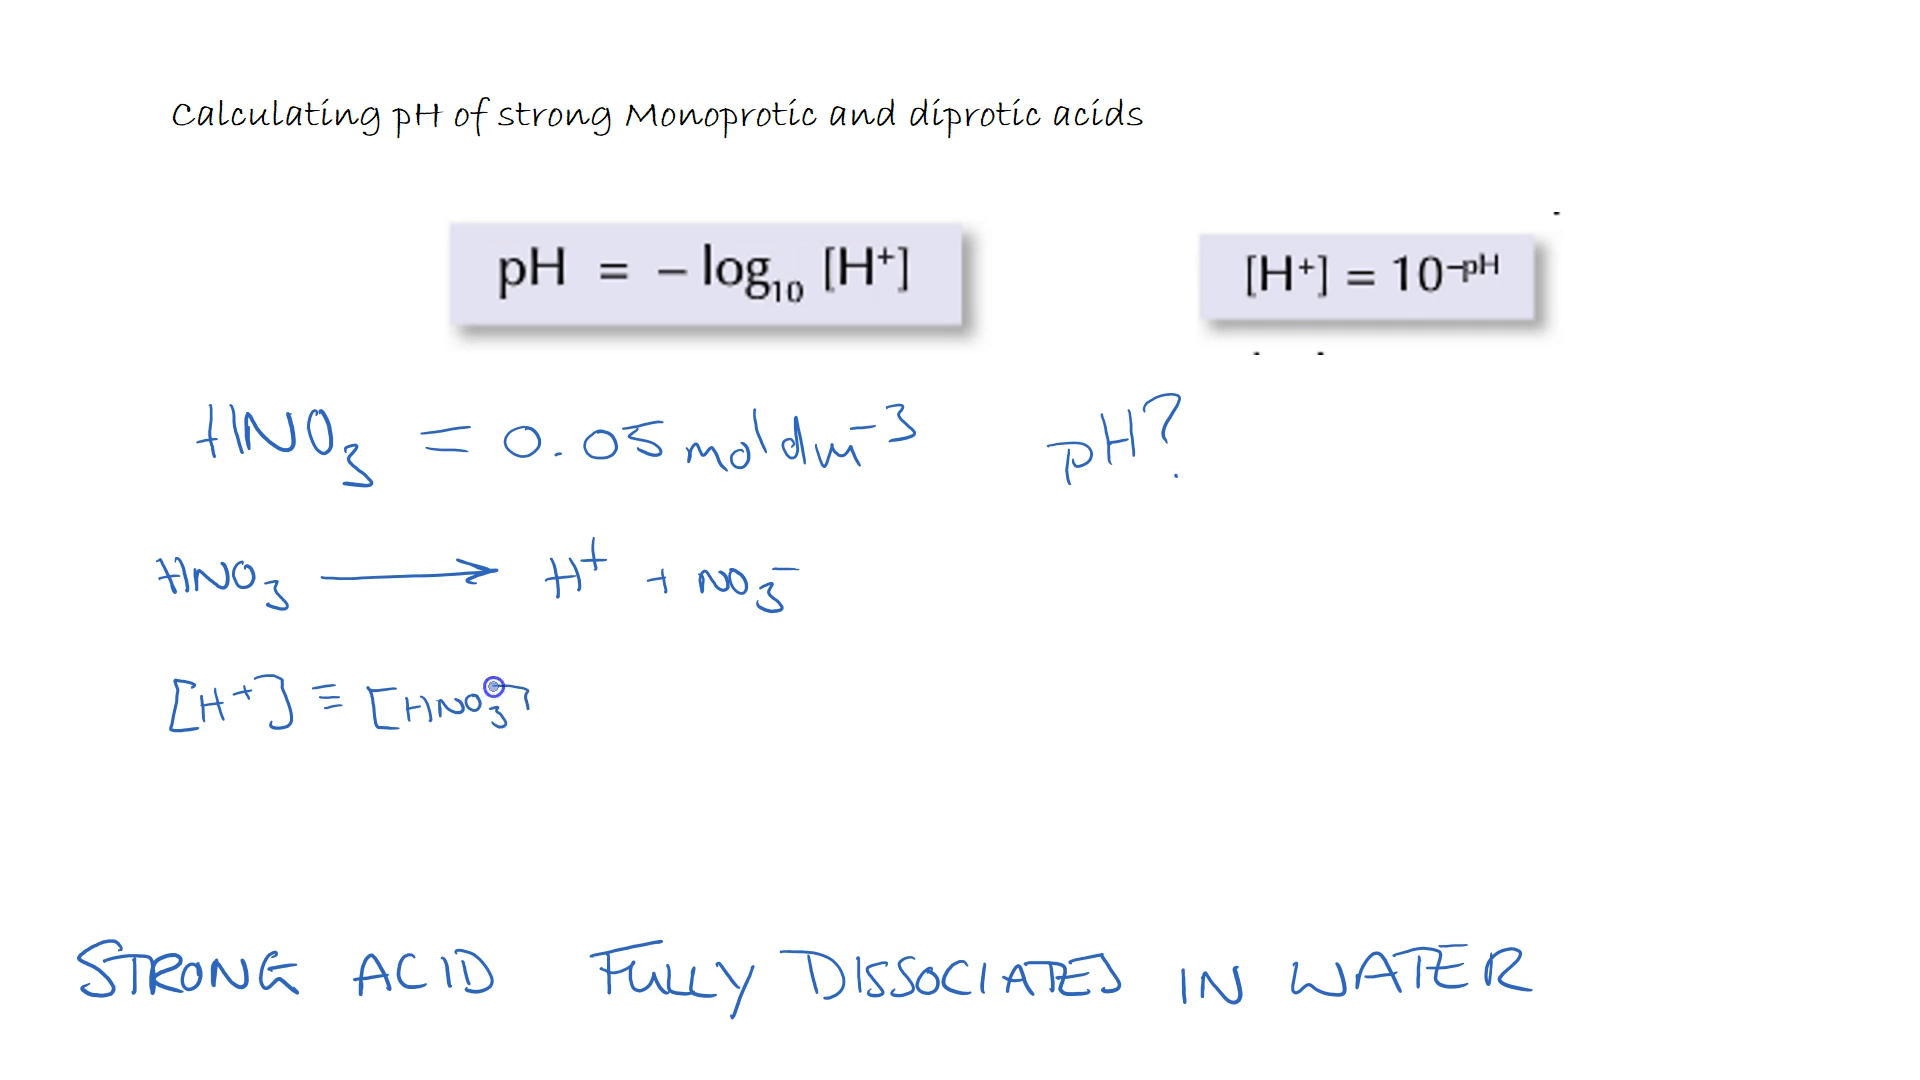 Calculating pH of strong Monoprotic and diprotic acids
pH = – log₁₀ [H⁺]
[H⁺] = 10⁻ᵖᴴ
HNO₃ = 0.05 mol dm⁻³ pH?
HNO₃ ⟶ H⁺ + NO₃⁻
[H⁺] ≡ [HNO₃]
STRONG ACID FULLY DISSOCIATES IN WATER